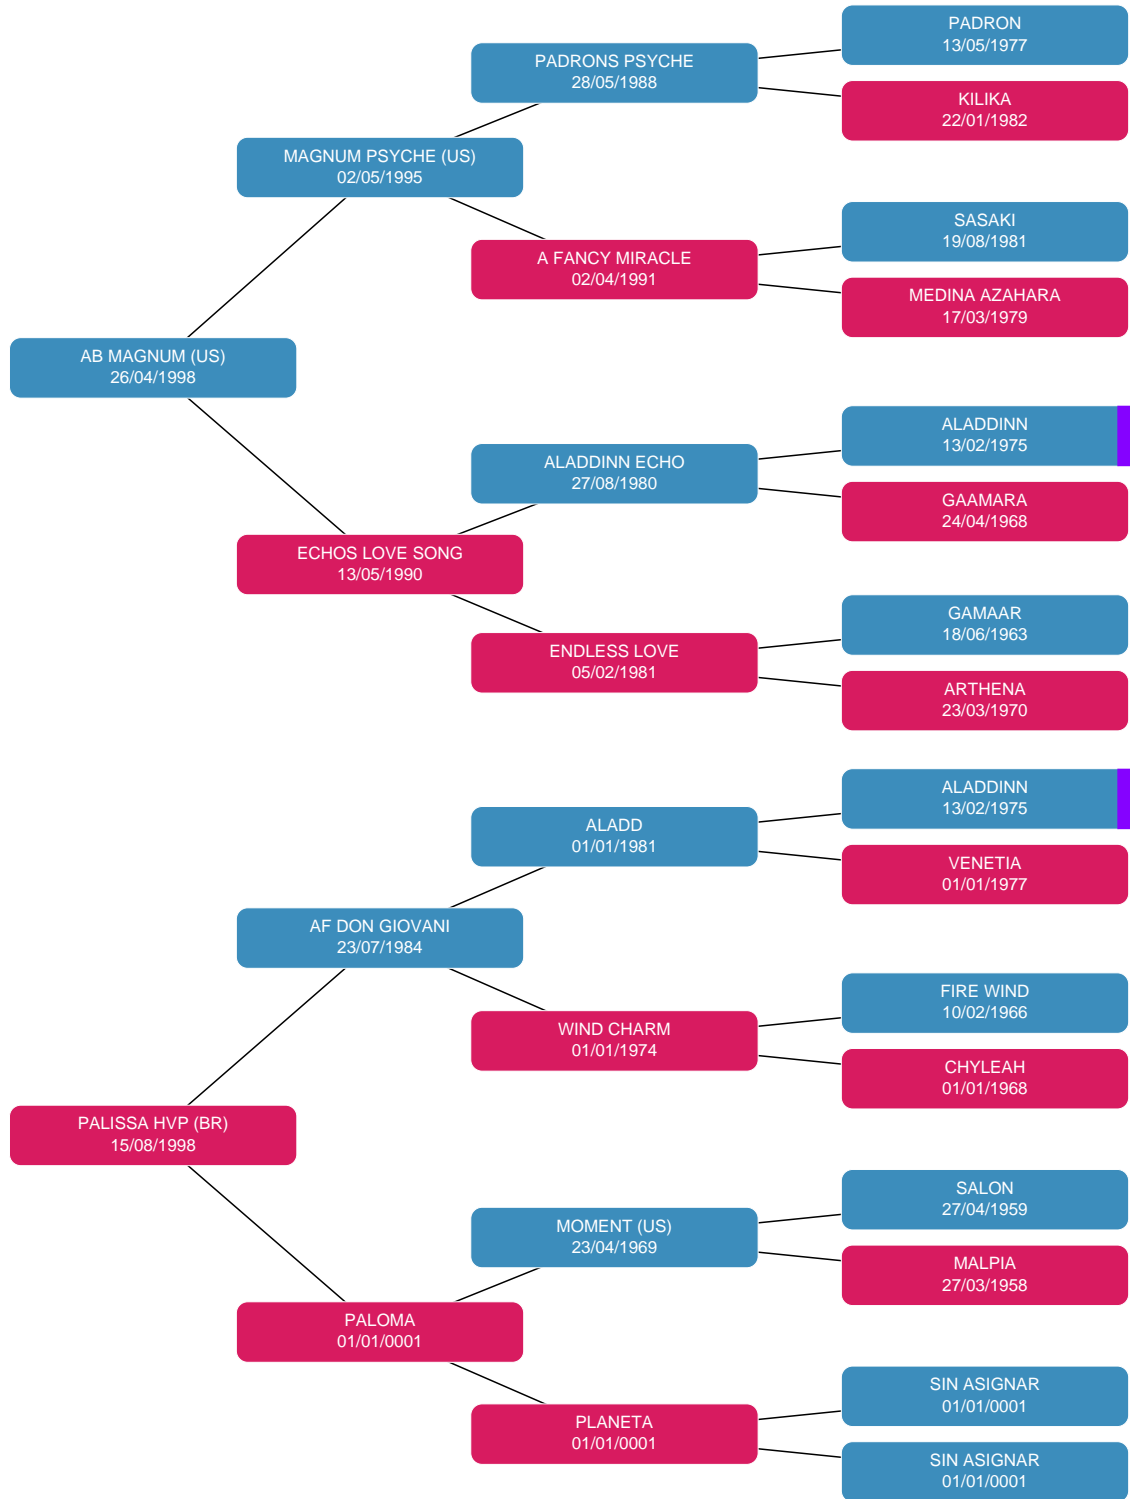 PADRON
13/05/1977
PADRONS PSYCHE
28/05/1988
KILIKA
22/01/1982
MAGNUM PSYCHE (US)
02/05/1995
SASAKI
19/08/1981
A FANCY MIRACLE
02/04/1991
MEDINA AZAHARA
17/03/1979
AB MAGNUM (US)
26/04/1998
ALADDINN
13/02/1975
ALADDINN ECHO
27/08/1980
GAAMARA
24/04/1968
ECHOS LOVE SONG
13/05/1990
GAMAAR
18/06/1963
ENDLESS LOVE
05/02/1981
ARTHENA
23/03/1970
ALADDINN
13/02/1975
ALADD
01/01/1981
VENETIA
01/01/1977
AF DON GIOVANI
23/07/1984
FIRE WIND
10/02/1966
WIND CHARM
01/01/1974
CHYLEAH
01/01/1968
PALISSA HVP (BR)
15/08/1998
SALON
27/04/1959
MOMENT (US)
23/04/1969
MALPIA
27/03/1958
PALOMA
01/01/0001
SIN ASIGNAR
01/01/0001
PLANETA
01/01/0001
SIN ASIGNAR
01/01/0001